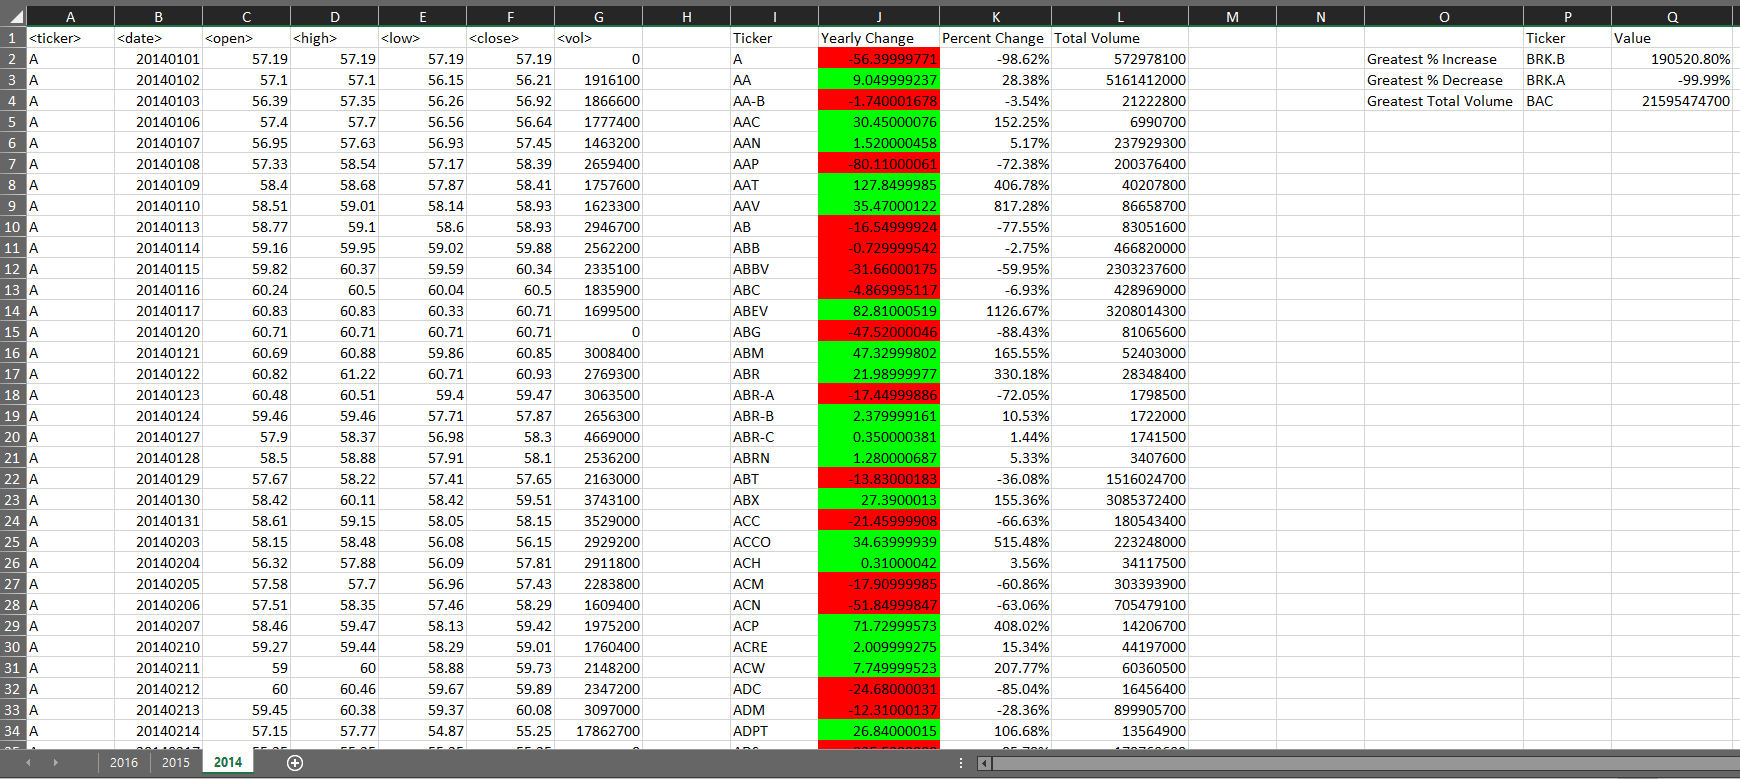 A B C D E F G H I J K L M N O P Q
1 <ticker> <date> <open> <high> <low> <close> <vol> Ticker Yearly Change Percent Change Total Volume Ticker Value
2 A 20140101 57.19 57.19 57.19 57.19 0 A -56.39999771 -98.62% 572978100 Greatest % Increase BRK.B 190520.80%
3 A 20140102 57.1 57.1 56.15 56.21 1916100 AA 9.049999237 28.38% 5161412000 Greatest % Decrease BRK.A -99.99%
4 A 20140103 56.39 57.35 56.26 56.92 1866600 AA-B -1.740001678 -3.54% 21222800 Greatest Total Volume BAC 21595474700
5 A 20140106 57.4 57.7 56.56 56.64 1777400 AAC 30.45000076 152.25% 6990700
6 A 20140107 56.95 57.63 56.93 57.45 1463200 AAN 1.520000458 5.17% 237929300
7 A 20140108 57.33 58.54 57.17 58.39 2659400 AAP -80.11000061 -72.38% 200376400
8 A 20140109 58.4 58.68 57.87 58.41 1757600 AAT 127.8499985 406.78% 40207800
9 A 20140110 58.51 59.01 58.14 58.93 1623300 AAV 35.47000122 817.28% 86658700
10 A 20140113 58.77 59.1 58.6 58.93 2946700 AB -16.54999924 -77.55% 83051600
11 A 20140114 59.16 59.95 59.02 59.88 2562200 ABB -0.729999542 -2.75% 466820000
12 A 20140115 59.82 60.37 59.59 60.34 2335100 ABBV -31.66000175 -59.95% 2303237600
13 A 20140116 60.24 60.5 60.04 60.5 1835900 ABC -4.869995117 -6.93% 428969000
14 A 20140117 60.83 60.83 60.33 60.71 1699500 ABEV 82.81000519 1126.67% 3208014300
15 A 20140120 60.71 60.71 60.71 60.71 0 ABG -47.52000046 -88.43% 81065600
16 A 20140121 60.69 60.88 59.86 60.85 3008400 ABM 47.32999802 165.55% 52403000
17 A 20140122 60.82 61.22 60.71 60.93 2769300 ABR 21.98999977 330.18% 28348400
18 A 20140123 60.48 60.51 59.4 59.47 3063500 ABR-A -17.44999886 -72.05% 1798500
19 A 20140124 59.46 59.46 57.71 57.87 2656300 ABR-B 2.379999161 10.53% 1722000
20 A 20140127 57.9 58.37 56.98 58.3 4669000 ABR-C 0.350000381 1.44% 1741500
21 A 20140128 58.5 58.88 57.91 58.1 2536200 ABRN 1.280000687 5.33% 3407600
22 A 20140129 57.67 58.22 57.41 57.65 2163000 ABT -13.83000183 -36.08% 1516024700
23 A 20140130 58.42 60.11 58.42 59.51 3743100 ABX 27.3900013 155.36% 3085372400
24 A 20140131 58.61 59.15 58.05 58.15 3529000 ACC -21.45999908 -66.63% 180543400
25 A 20140203 58.15 58.48 56.08 56.15 2929200 ACCO 34.63999939 515.48% 223248000
26 A 20140204 56.32 57.88 56.09 57.81 2911800 ACH 0.31000042 3.56% 34117500
27 A 20140205 57.58 57.7 56.96 57.43 2283800 ACM -17.90999985 -60.86% 303393900
28 A 20140206 57.51 58.35 57.46 58.29 1609400 ACN -51.84999847 -63.06% 705479100
29 A 20140207 58.46 59.47 58.13 59.42 1975200 ACP 71.72999573 408.02% 14206700
30 A 20140210 59.27 59.44 58.29 59.01 1760400 ACRE 2.009999275 15.34% 44197000
31 A 20140211 59 60 58.88 59.73 2148200 ACW 7.749999523 207.77% 60360500
32 A 20140212 60 60.46 59.67 59.89 2347200 ADC -24.68000031 -85.04% 16456400
33 A 20140213 59.45 60.38 59.37 60.08 3097000 ADM -12.31000137 -28.36% 899905700
34 A 20140214 57.15 57.77 54.87 55.25 17862700 ADPT 26.84000015 106.68% 13564900
2016 2015 2014